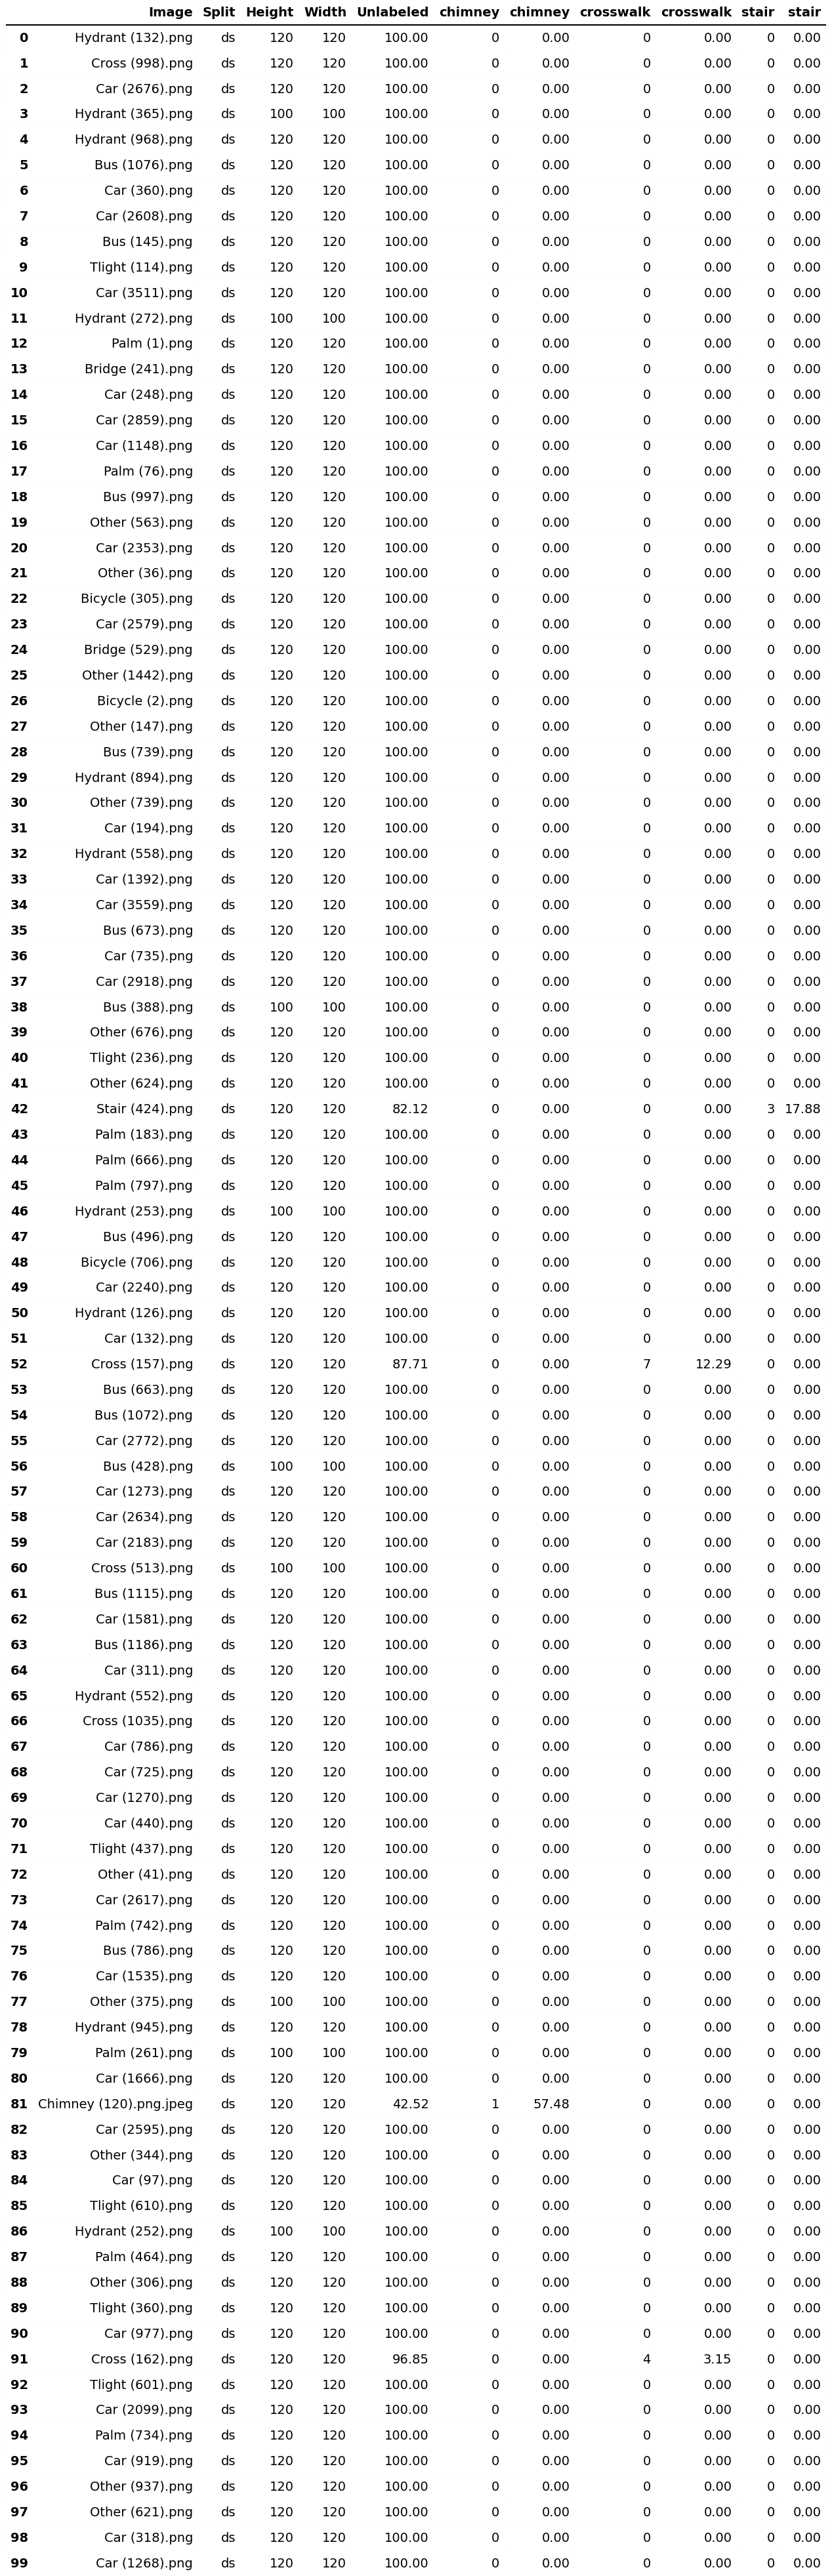 Image Split Height Width Unlabeled chimney chimney crosswalk crosswalk stair stair
0 Hydrant (132).png ds 120 120 100.00 0 0.00 0 0.00 0 0.00
1 Cross (998).png ds 120 120 100.00 0 0.00 0 0.00 0 0.00
2 Car (2676).png ds 120 120 100.00 0 0.00 0 0.00 0 0.00
3 Hydrant (365).png ds 100 100 100.00 0 0.00 0 0.00 0 0.00
4 Hydrant (968).png ds 120 120 100.00 0 0.00 0 0.00 0 0.00
5 Bus (1076).png ds 120 120 100.00 0 0.00 0 0.00 0 0.00
6 Car (360).png ds 120 120 100.00 0 0.00 0 0.00 0 0.00
7 Car (2608).png ds 120 120 100.00 0 0.00 0 0.00 0 0.00
8 Bus (145).png ds 120 120 100.00 0 0.00 0 0.00 0 0.00
9 Tlight (114).png ds 120 120 100.00 0 0.00 0 0.00 0 0.00
10 Car (3511).png ds 120 120 100.00 0 0.00 0 0.00 0 0.00
11 Hydrant (272).png ds 100 100 100.00 0 0.00 0 0.00 0 0.00
12 Palm (1).png ds 120 120 100.00 0 0.00 0 0.00 0 0.00
13 Bridge (241).png ds 120 120 100.00 0 0.00 0 0.00 0 0.00
14 Car (248).png ds 120 120 100.00 0 0.00 0 0.00 0 0.00
15 Car (2859).png ds 120 120 100.00 0 0.00 0 0.00 0 0.00
16 Car (1148).png ds 120 120 100.00 0 0.00 0 0.00 0 0.00
17 Palm (76).png ds 120 120 100.00 0 0.00 0 0.00 0 0.00
18 Bus (997).png ds 120 120 100.00 0 0.00 0 0.00 0 0.00
19 Other (563).png ds 120 120 100.00 0 0.00 0 0.00 0 0.00
20 Car (2353).png ds 120 120 100.00 0 0.00 0 0.00 0 0.00
21 Other (36).png ds 120 120 100.00 0 0.00 0 0.00 0 0.00
22 Bicycle (305).png ds 120 120 100.00 0 0.00 0 0.00 0 0.00
23 Car (2579).png ds 120 120 100.00 0 0.00 0 0.00 0 0.00
24 Bridge (529).png ds 120 120 100.00 0 0.00 0 0.00 0 0.00
25 Other (1442).png ds 120 120 100.00 0 0.00 0 0.00 0 0.00
26 Bicycle (2).png ds 120 120 100.00 0 0.00 0 0.00 0 0.00
27 Other (147).png ds 120 120 100.00 0 0.00 0 0.00 0 0.00
28 Bus (739).png ds 120 120 100.00 0 0.00 0 0.00 0 0.00
29 Hydrant (894).png ds 120 120 100.00 0 0.00 0 0.00 0 0.00
30 Other (739).png ds 120 120 100.00 0 0.00 0 0.00 0 0.00
31 Car (194).png ds 120 120 100.00 0 0.00 0 0.00 0 0.00
32 Hydrant (558).png ds 120 120 100.00 0 0.00 0 0.00 0 0.00
33 Car (1392).png ds 120 120 100.00 0 0.00 0 0.00 0 0.00
34 Car (3559).png ds 120 120 100.00 0 0.00 0 0.00 0 0.00
35 Bus (673).png ds 120 120 100.00 0 0.00 0 0.00 0 0.00
36 Car (735).png ds 120 120 100.00 0 0.00 0 0.00 0 0.00
37 Car (2918).png ds 120 120 100.00 0 0.00 0 0.00 0 0.00
38 Bus (388).png ds 100 100 100.00 0 0.00 0 0.00 0 0.00
39 Other (676).png ds 120 120 100.00 0 0.00 0 0.00 0 0.00
40 Tlight (236).png ds 120 120 100.00 0 0.00 0 0.00 0 0.00
41 Other (624).png ds 120 120 100.00 0 0.00 0 0.00 0 0.00
42 Stair (424).png ds 120 120 82.12 0 0.00 0 0.00 3 17.88
43 Palm (183).png ds 120 120 100.00 0 0.00 0 0.00 0 0.00
44 Palm (666).png ds 120 120 100.00 0 0.00 0 0.00 0 0.00
45 Palm (797).png ds 120 120 100.00 0 0.00 0 0.00 0 0.00
46 Hydrant (253).png ds 100 100 100.00 0 0.00 0 0.00 0 0.00
47 Bus (496).png ds 120 120 100.00 0 0.00 0 0.00 0 0.00
48 Bicycle (706).png ds 120 120 100.00 0 0.00 0 0.00 0 0.00
49 Car (2240).png ds 120 120 100.00 0 0.00 0 0.00 0 0.00
50 Hydrant (126).png ds 120 120 100.00 0 0.00 0 0.00 0 0.00
51 Car (132).png ds 120 120 100.00 0 0.00 0 0.00 0 0.00
52 Cross (157).png ds 120 120 87.71 0 0.00 7 12.29 0 0.00
53 Bus (663).png ds 120 120 100.00 0 0.00 0 0.00 0 0.00
54 Bus (1072).png ds 120 120 100.00 0 0.00 0 0.00 0 0.00
55 Car (2772).png ds 120 120 100.00 0 0.00 0 0.00 0 0.00
56 Bus (428).png ds 100 100 100.00 0 0.00 0 0.00 0 0.00
57 Car (1273).png ds 120 120 100.00 0 0.00 0 0.00 0 0.00
58 Car (2634).png ds 120 120 100.00 0 0.00 0 0.00 0 0.00
59 Car (2183).png ds 120 120 100.00 0 0.00 0 0.00 0 0.00
60 Cross (513).png ds 100 100 100.00 0 0.00 0 0.00 0 0.00
61 Bus (1115).png ds 120 120 100.00 0 0.00 0 0.00 0 0.00
62 Car (1581).png ds 120 120 100.00 0 0.00 0 0.00 0 0.00
63 Bus (1186).png ds 120 120 100.00 0 0.00 0 0.00 0 0.00
64 Car (311).png ds 120 120 100.00 0 0.00 0 0.00 0 0.00
65 Hydrant (552).png ds 120 120 100.00 0 0.00 0 0.00 0 0.00
66 Cross (1035).png ds 120 120 100.00 0 0.00 0 0.00 0 0.00
67 Car (786).png ds 120 120 100.00 0 0.00 0 0.00 0 0.00
68 Car (725).png ds 120 120 100.00 0 0.00 0 0.00 0 0.00
69 Car (1270).png ds 120 120 100.00 0 0.00 0 0.00 0 0.00
70 Car (440).png ds 120 120 100.00 0 0.00 0 0.00 0 0.00
71 Tlight (437).png ds 120 120 100.00 0 0.00 0 0.00 0 0.00
72 Other (41).png ds 120 120 100.00 0 0.00 0 0.00 0 0.00
73 Car (2617).png ds 120 120 100.00 0 0.00 0 0.00 0 0.00
74 Palm (742).png ds 120 120 100.00 0 0.00 0 0.00 0 0.00
75 Bus (786).png ds 120 120 100.00 0 0.00 0 0.00 0 0.00
76 Car (1535).png ds 120 120 100.00 0 0.00 0 0.00 0 0.00
77 Other (375).png ds 100 100 100.00 0 0.00 0 0.00 0 0.00
78 Hydrant (945).png ds 120 120 100.00 0 0.00 0 0.00 0 0.00
79 Palm (261).png ds 100 100 100.00 0 0.00 0 0.00 0 0.00
80 Car (1666).png ds 120 120 100.00 0 0.00 0 0.00 0 0.00
81 Chimney (120).png.jpeg ds 120 120 42.52 1 57.48 0 0.00 0 0.00
82 Car (2595).png ds 120 120 100.00 0 0.00 0 0.00 0 0.00
83 Other (344).png ds 120 120 100.00 0 0.00 0 0.00 0 0.00
84 Car (97).png ds 120 120 100.00 0 0.00 0 0.00 0 0.00
85 Tlight (610).png ds 120 120 100.00 0 0.00 0 0.00 0 0.00
86 Hydrant (252).png ds 100 100 100.00 0 0.00 0 0.00 0 0.00
87 Palm (464).png ds 120 120 100.00 0 0.00 0 0.00 0 0.00
88 Other (306).png ds 120 120 100.00 0 0.00 0 0.00 0 0.00
89 Tlight (360).png ds 120 120 100.00 0 0.00 0 0.00 0 0.00
90 Car (977).png ds 120 120 100.00 0 0.00 0 0.00 0 0.00
91 Cross (162).png ds 120 120 96.85 0 0.00 4 3.15 0 0.00
92 Tlight (601).png ds 120 120 100.00 0 0.00 0 0.00 0 0.00
93 Car (2099).png ds 120 120 100.00 0 0.00 0 0.00 0 0.00
94 Palm (734).png ds 120 120 100.00 0 0.00 0 0.00 0 0.00
95 Car (919).png ds 120 120 100.00 0 0.00 0 0.00 0 0.00
96 Other (937).png ds 120 120 100.00 0 0.00 0 0.00 0 0.00
97 Other (621).png ds 120 120 100.00 0 0.00 0 0.00 0 0.00
98 Car (318).png ds 120 120 100.00 0 0.00 0 0.00 0 0.00
99 Car (1268).png ds 120 120 100.00 0 0.00 0 0.00 0 0.00